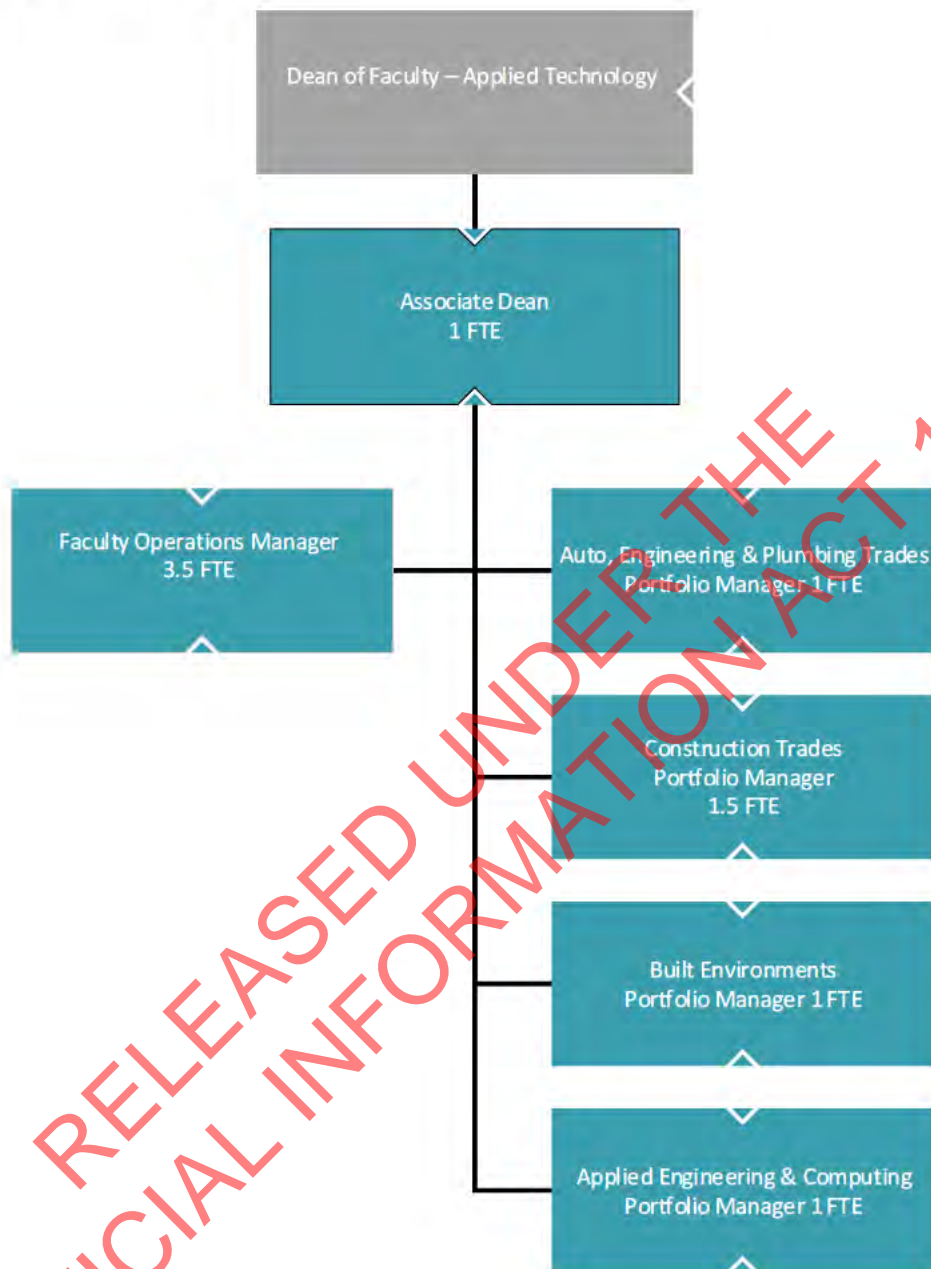 Dean of Faculty – Applied Technology
Associate Dean
1 FTE
Faculty Operations Manager
3.5 FTE
Auto, Engineering & Plumbing Trades
Portfolio Manager 1 FTE
Construction Trades
Portfolio Manager
1.5 FTE
Built Environments
Portfolio Manager 1 FTE
Applied Engineering & Computing
Portfolio Manager 1 FTE
RELEASED UNDER THE
INFORMATION ACT